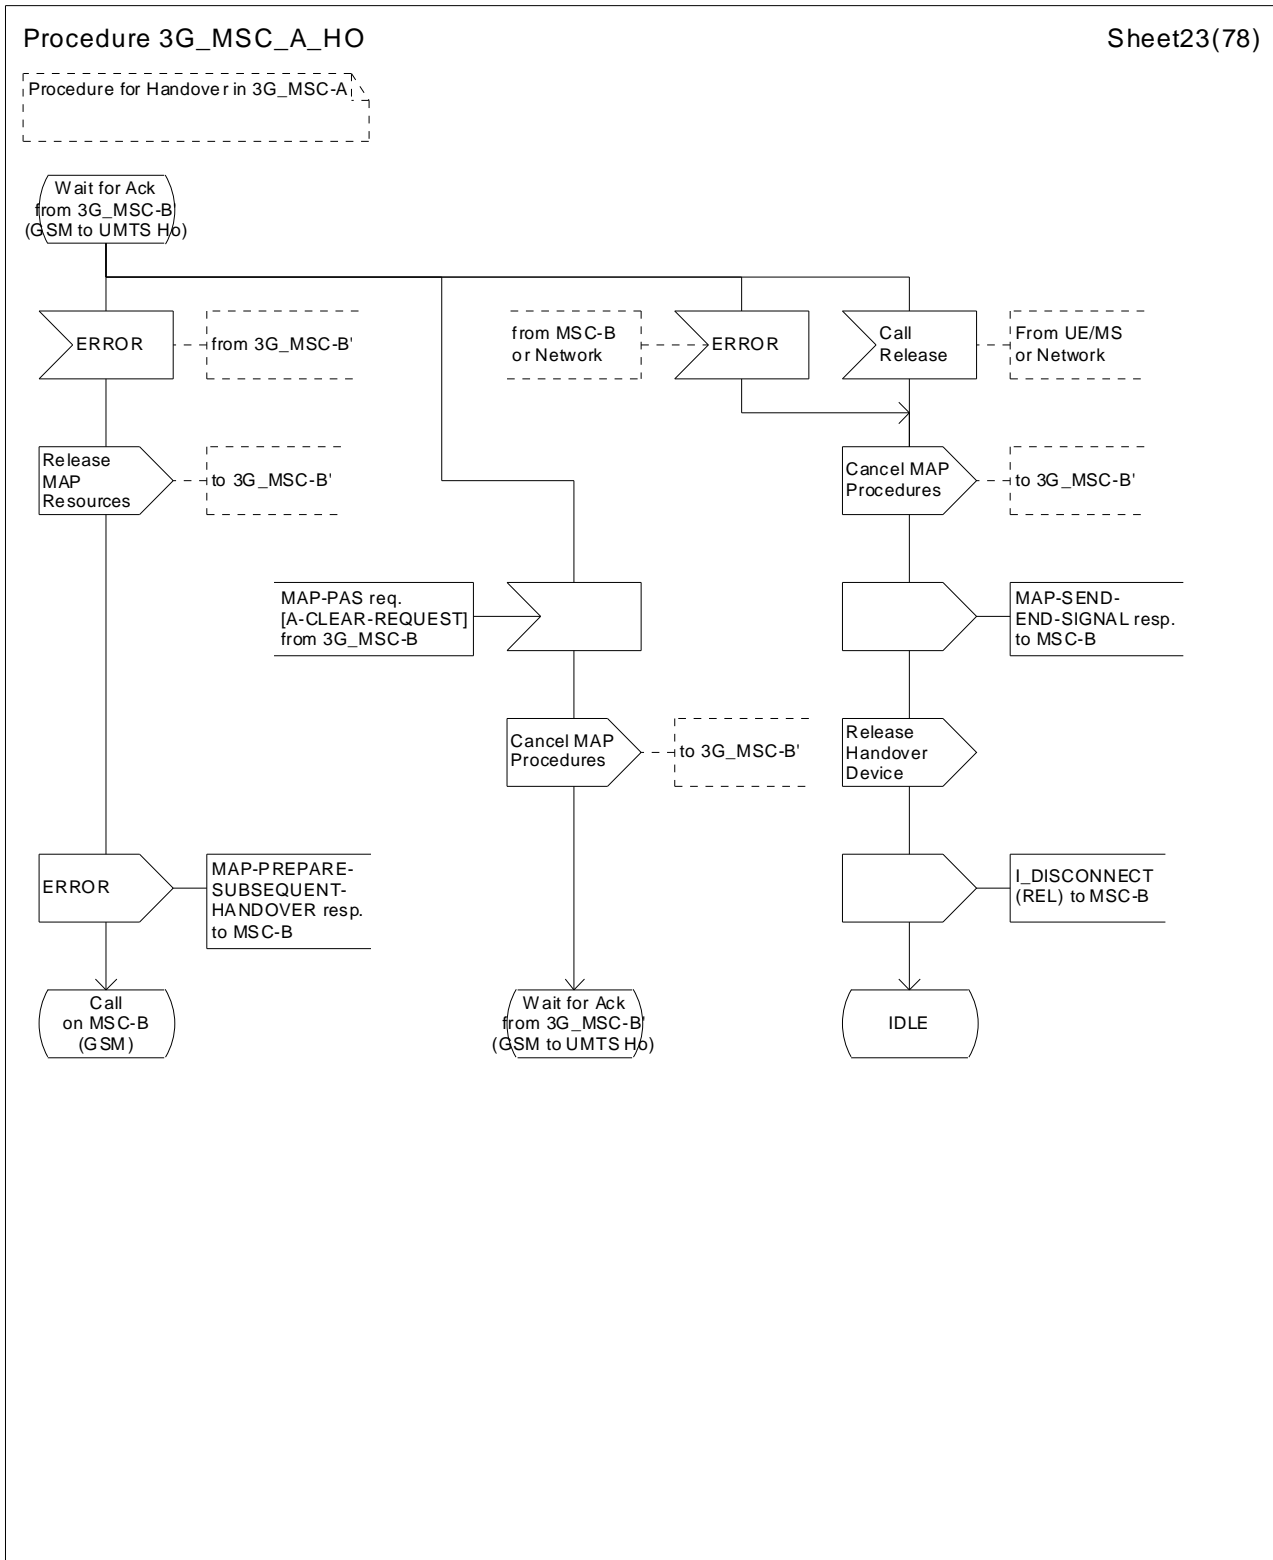 Procedure 3G_MSC_A_HO
Sheet23(78)
Procedure for Handover in 3G_MSC-A
Wait for Ack
from 3G_MSC-B'
(GSM to UMTS Ho)
ERROR
from 3G_MSC-B'
from MSC-B
or Network
ERROR
Call
Release
From UE/MS
or Network
Release
MAP
Resources
to 3G_MSC-B'
Cancel MAP
Procedures
to 3G_MSC-B'
MAP-PAS req.
[A-CLEAR-REQUEST]
from 3G_MSC-B
MAP-SEND-
END-SIGNAL resp.
to MSC-B
Cancel MAP
Procedures
to 3G_MSC-B'
Release
Handover
Device
ERROR
MAP-PREPARE-
SUBSEQUENT-
HANDOVER resp.
to MSC-B
I_DISCONNECT
(REL) to MSC-B
Call
on MSC-B
(GSM)
Wait for Ack
from 3G_MSC-B'
(GSM to UMTS Ho)
IDLE